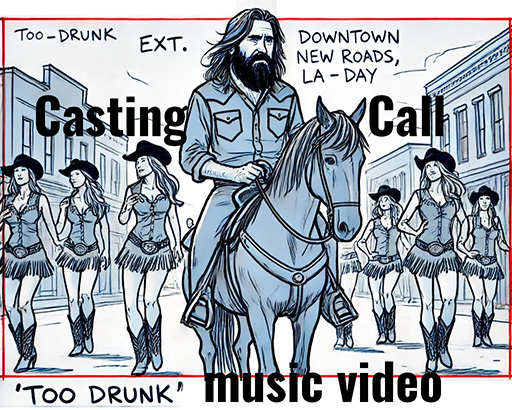 TOO-DRUNK
EXT.
DOWNTOWN
NEW ROADS,
LA - DAY
Casting Call
"TOO DRUNK"
music video